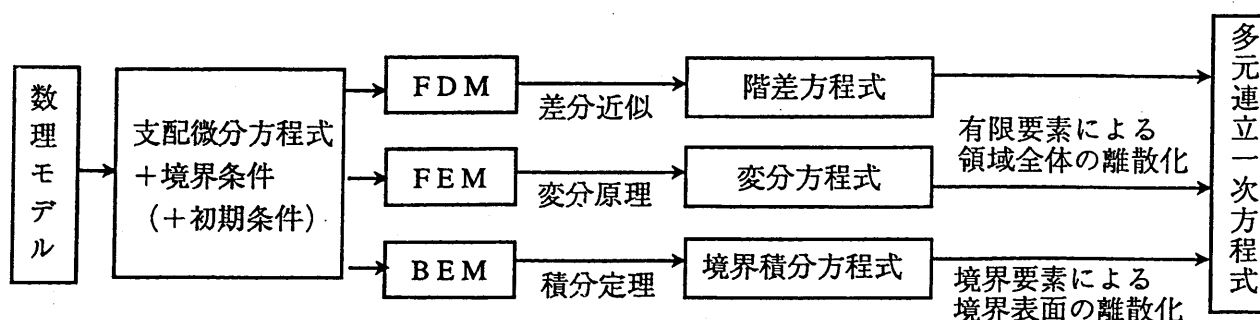 数理モデル
支配微分方程式
＋境界条件
（＋初期条件）
FDM
差分近似
階差方程式
FEM
変分原理
変分方程式
有限要素による
領域全体の離散化
BEM
積分定理
境界積分方程式
境界要素による
境界表面の離散化
多元連立一次方程式